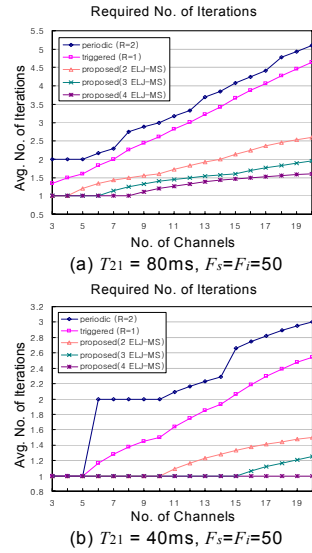 Required No. of Iterations
5.5
5
4.5
4
3.5
3
2.5
2
1.5
1
0.5
Avg. No. of Iterations
periodic (R=2)
triggered (R=1)
proposed(2 ELJ-MS)
proposed(3 ELJ-MS)
proposed(4 ELJ-MS)
3 5 7 9 11 13 15 17 19
No. of Channels
(a) T21 = 80ms, Fs=Fi=50
Required No. of Iterations
3.2
3
2.8
2.6
2.4
2.2
2
1.8
1.6
1.4
1.2
1
0.8
Avg. No. of Iterations
periodic (R=2)
triggered (R=1)
proposed(2 ELJ-MS)
proposed(3 ELJ-MS)
proposed(4 ELJ-MS)
3 5 7 9 11 13 15 17 19
No. of Channels
(b) T21 = 40ms, Fs=Fi=50